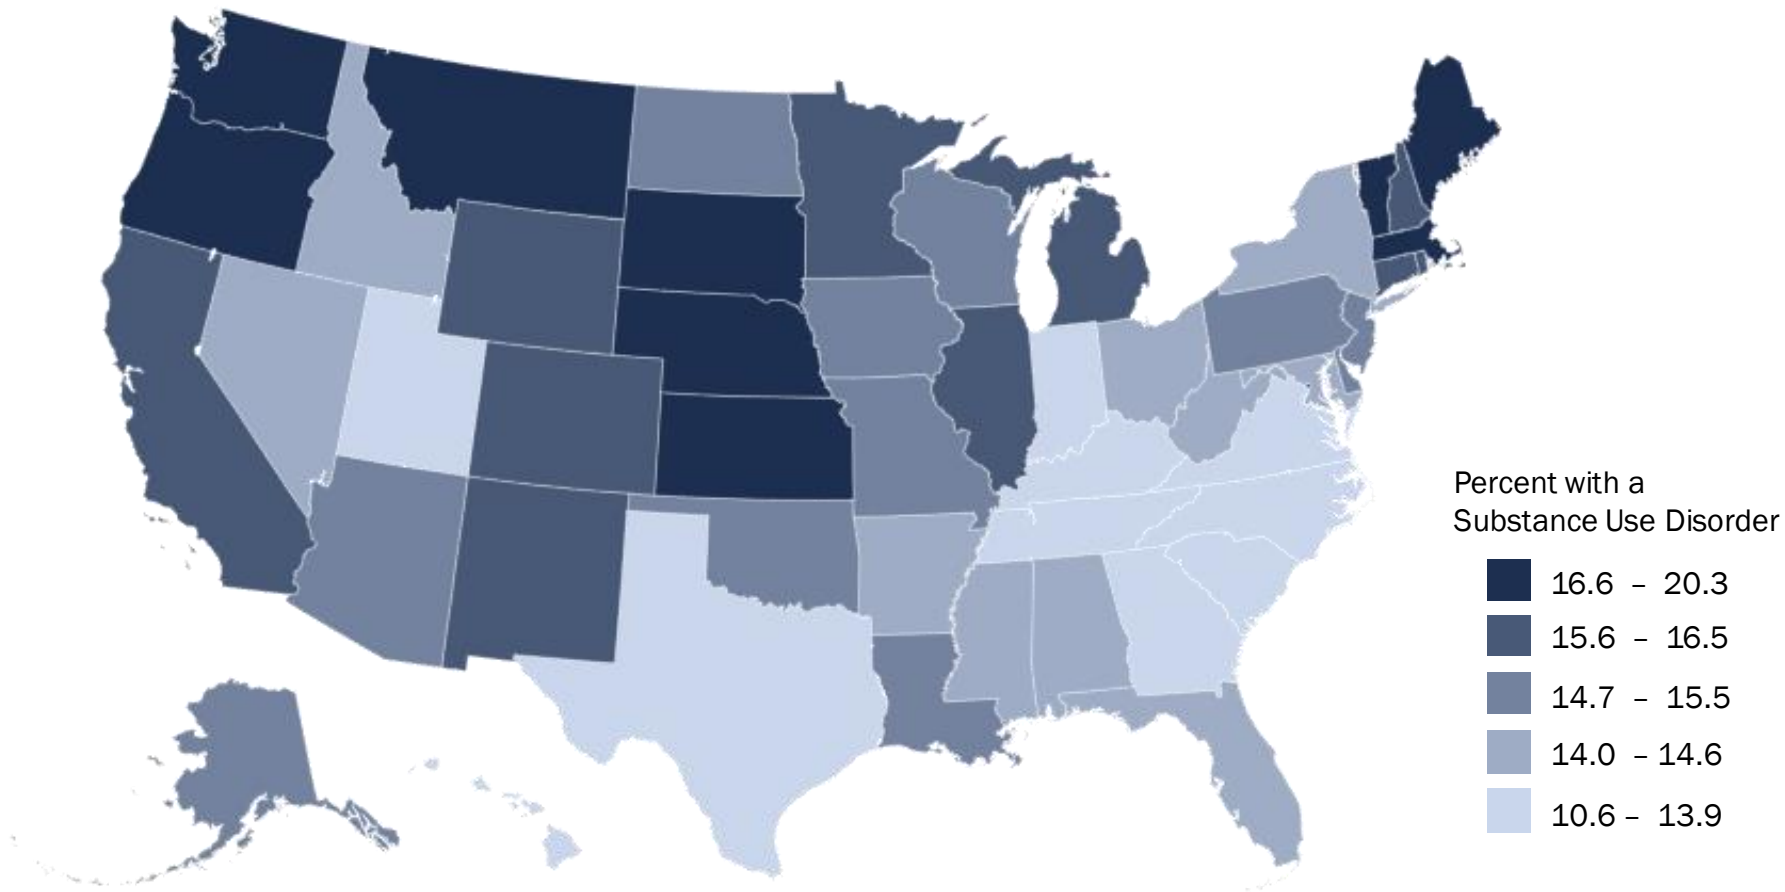 Percent with a
Substance Use Disorder
16.6 – 20.3
15.6 – 16.5
14.7 – 15.5
14.0 – 14.6
10.6 – 13.9